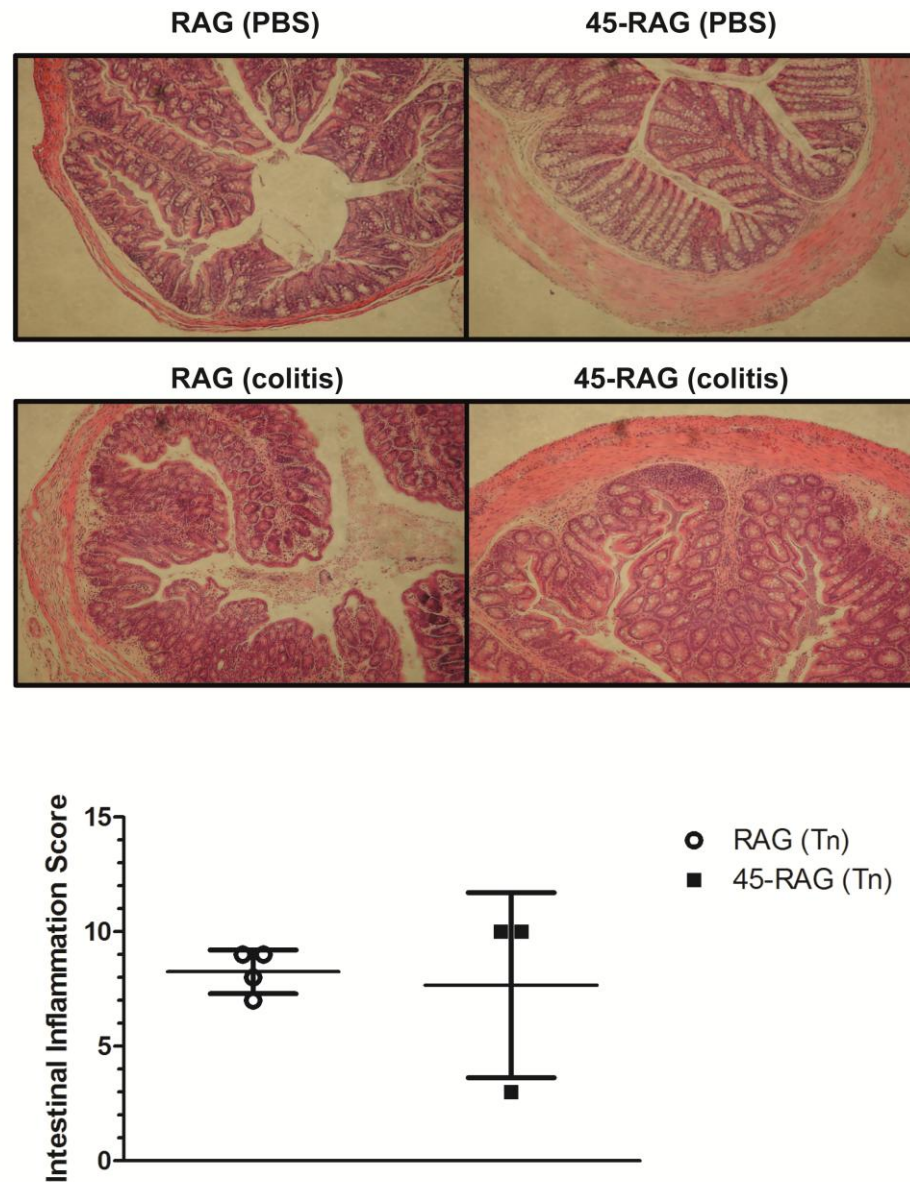 RAG (PBS)
45-RAG (PBS)
RAG (colitis)
45-RAG (colitis)
Intestinal Inflammation Score
15
10
5
0
RAG (Tn)
45-RAG (Tn)